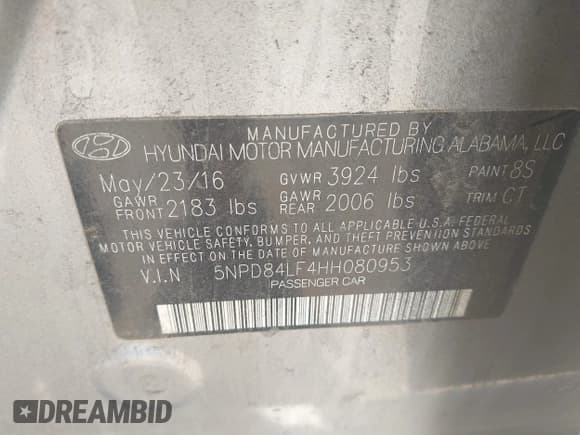 MANUFACTURED BY
HYUNDAI MOTOR MANUFACTURING ALABAMA, LLC
May/23/16 GVWR 3924 lbs PAINT 8S
GAWR FRONT 2183 lbs GAWR REAR 2006 lbs TRIM CT
THIS VEHICLE CONFORMS TO ALL APPLICABLE U.S.A. FEDERAL
MOTOR VEHICLE SAFETY, BUMPER, AND THEFT PREVENTION STANDARDS
IN EFFECT ON THE DATE OF MANUFACTURE SHOWN ABOVE.
V.I.N 5NPD84LF4HH080953
PASSENGER CAR
DREAMBID